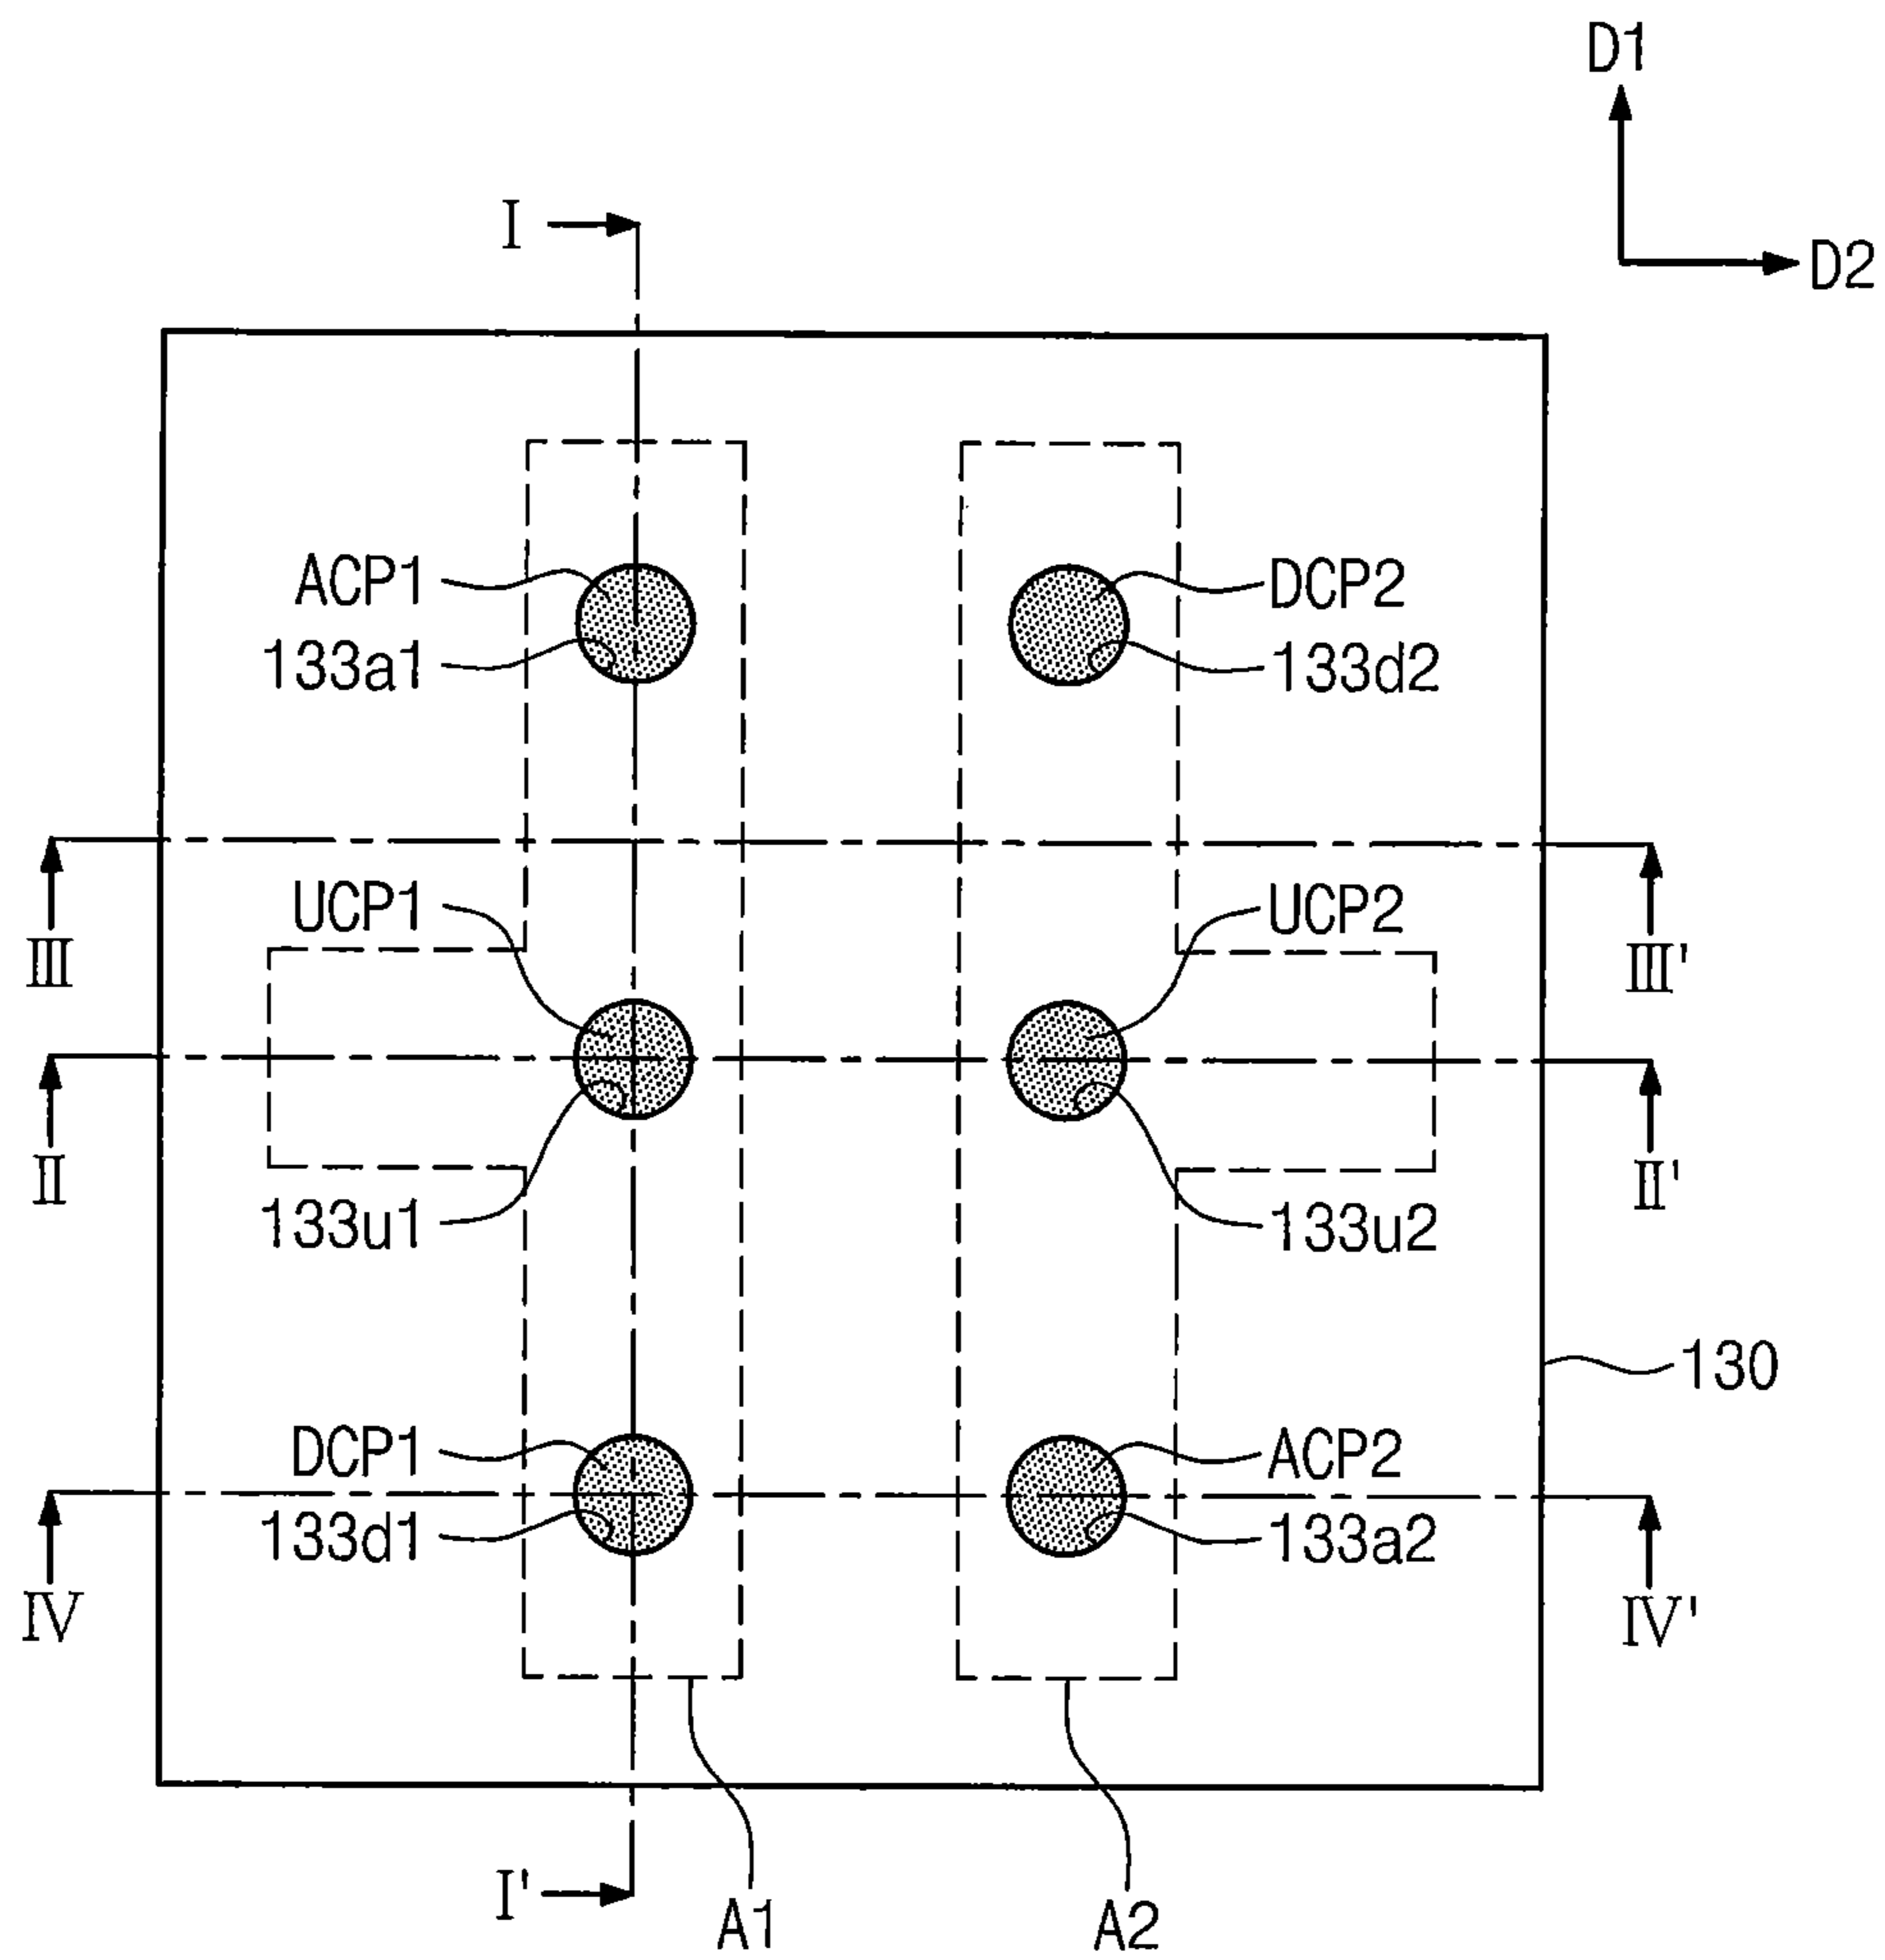 D1
D2
I
ACP1
DCP2
133a1
133d2
UCP1
UCP2
III
III'
II
II'
133u1
133u2
130
DCP1
ACP2
133d1
133a2
IV
IV'
I'
A1
A2